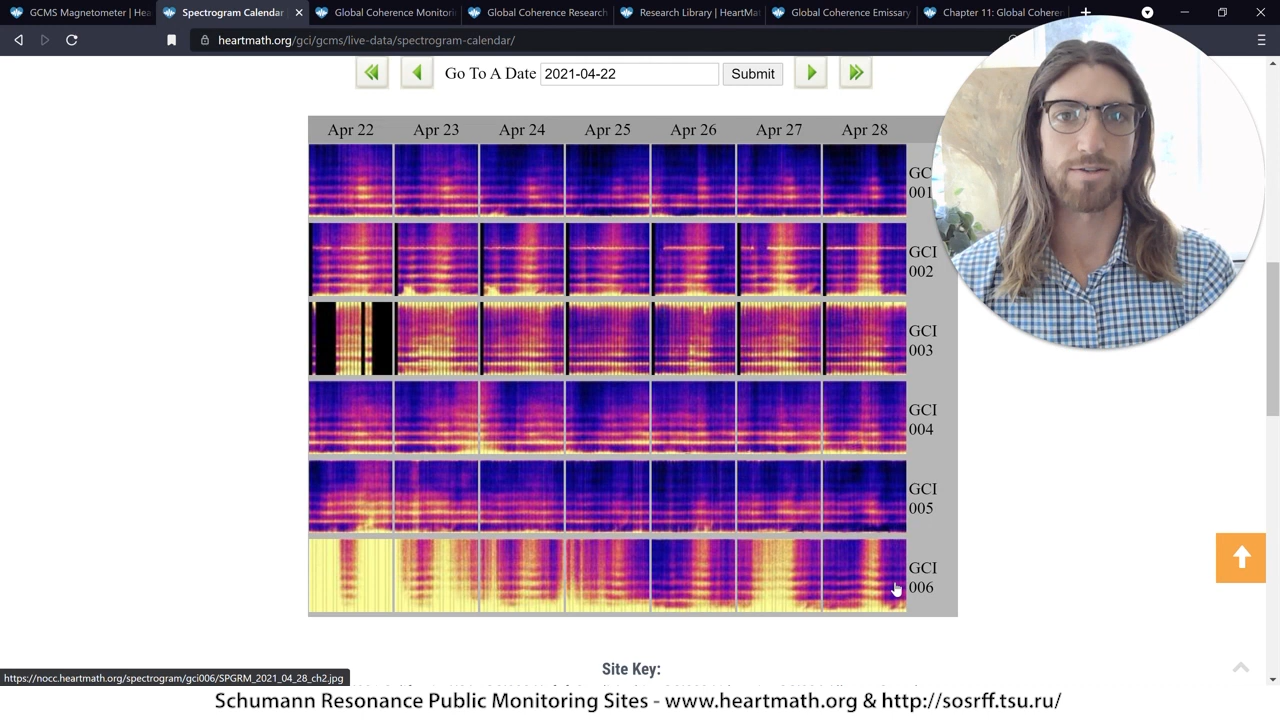 GCMS Magnetometer | Hea
Spectrogram Calendar
Global Coherence Monitori
Global Coherence Research
Research Library | HeartMat
Global Coherence Emissary
Chapter 11: Global Coheren
heartmath.org/gci/gcms/live-data/spectrogram-calendar/
Go To A Date 2021-04-22 Submit
Apr 22 Apr 23 Apr 24 Apr 25 Apr 26 Apr 27 Apr 28
GC
001
GCI
002
GCI
003
GCI
004
GCI
005
GCI
006
Site Key:
https://nocc.heartmath.org/spectrogram/gci006/SPGRM_2021_04_28_ch2.jpg
Schumann Resonance Public Monitoring Sites - www.heartmath.org & http://sosrff.tsu.ru/